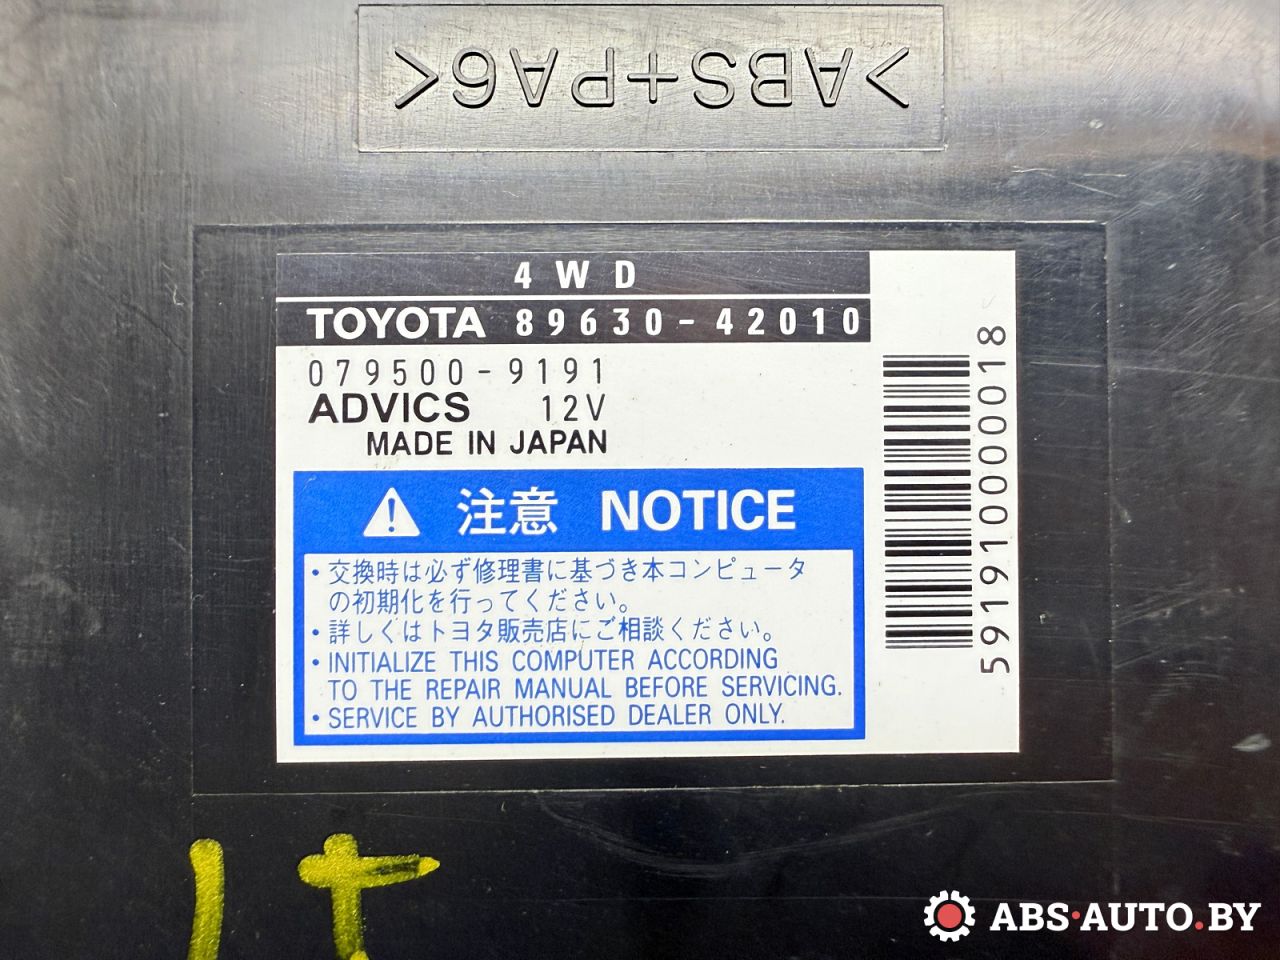 >ABS+PA6<
4WD
TOYOTA 89630-42010
079500-9191
ADVICS 12V
MADE IN JAPAN
注意 NOTICE
・交換時は必ず修理書に基づき本コンピュータ
の初期化を行ってください。
・詳しくはトヨタ販売店にご相談ください。
・INITIALIZE THIS COMPUTER ACCORDING
TO THE REPAIR MANUAL BEFORE SERVICING.
・SERVICE BY AUTHORISED DEALER ONLY.
5919100000018
ABS·AUTO.BY